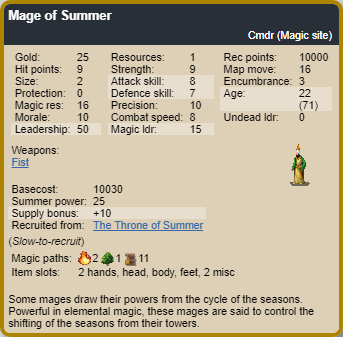 Mage of Summer
Cmdr (Magic site)
Gold: 25 Resources: 1 Rec points: 10000
Hit points: 9 Strength: 9 Map move: 16
Size: 2 Attack skill: 8 Encumbrance: 3
Protection: 0 Defence skill: 7 Age: 22
Magic res: 16 Precision: 10 (71)
Morale: 10 Combat speed: 8 Undead ldr: 0
Leadership: 50 Magic ldr: 15
Weapons:
Fist
Basecost: 10030
Summer power: 25
Supply bonus: +10
Recruited from: The Throne of Summer
(Slow-to-recruit)
Magic paths: 2 1 11
Item slots: 2 hands, head, body, feet, 2 misc
Some mages draw their powers from the cycle of the seasons.
Powerful in elemental magic, these mages are said to control the
shifting of the seasons from their towers.